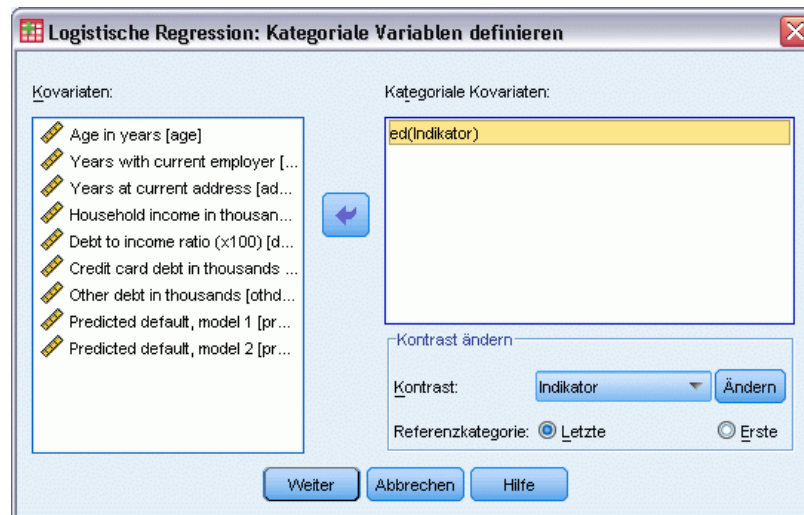 Logistische Regression: Kategoriale Variablen definieren
Kovariaten:
Age in years [age]
Years with current employer [...
Years at current address [ad...
Household income in thousan...
Debt to income ratio (x100) [d...
Credit card debt in thousands ...
Other debt in thousands [othd...
Predicted default, model 1 [pr...
Predicted default, model 2 [pr...
Kategoriale Kovariaten:
ed(Indikator)
Kontrast ändern
Kontrast: Indikator Ändern
Referenzkategorie: Letzte Erste
Weiter Abbrechen Hilfe